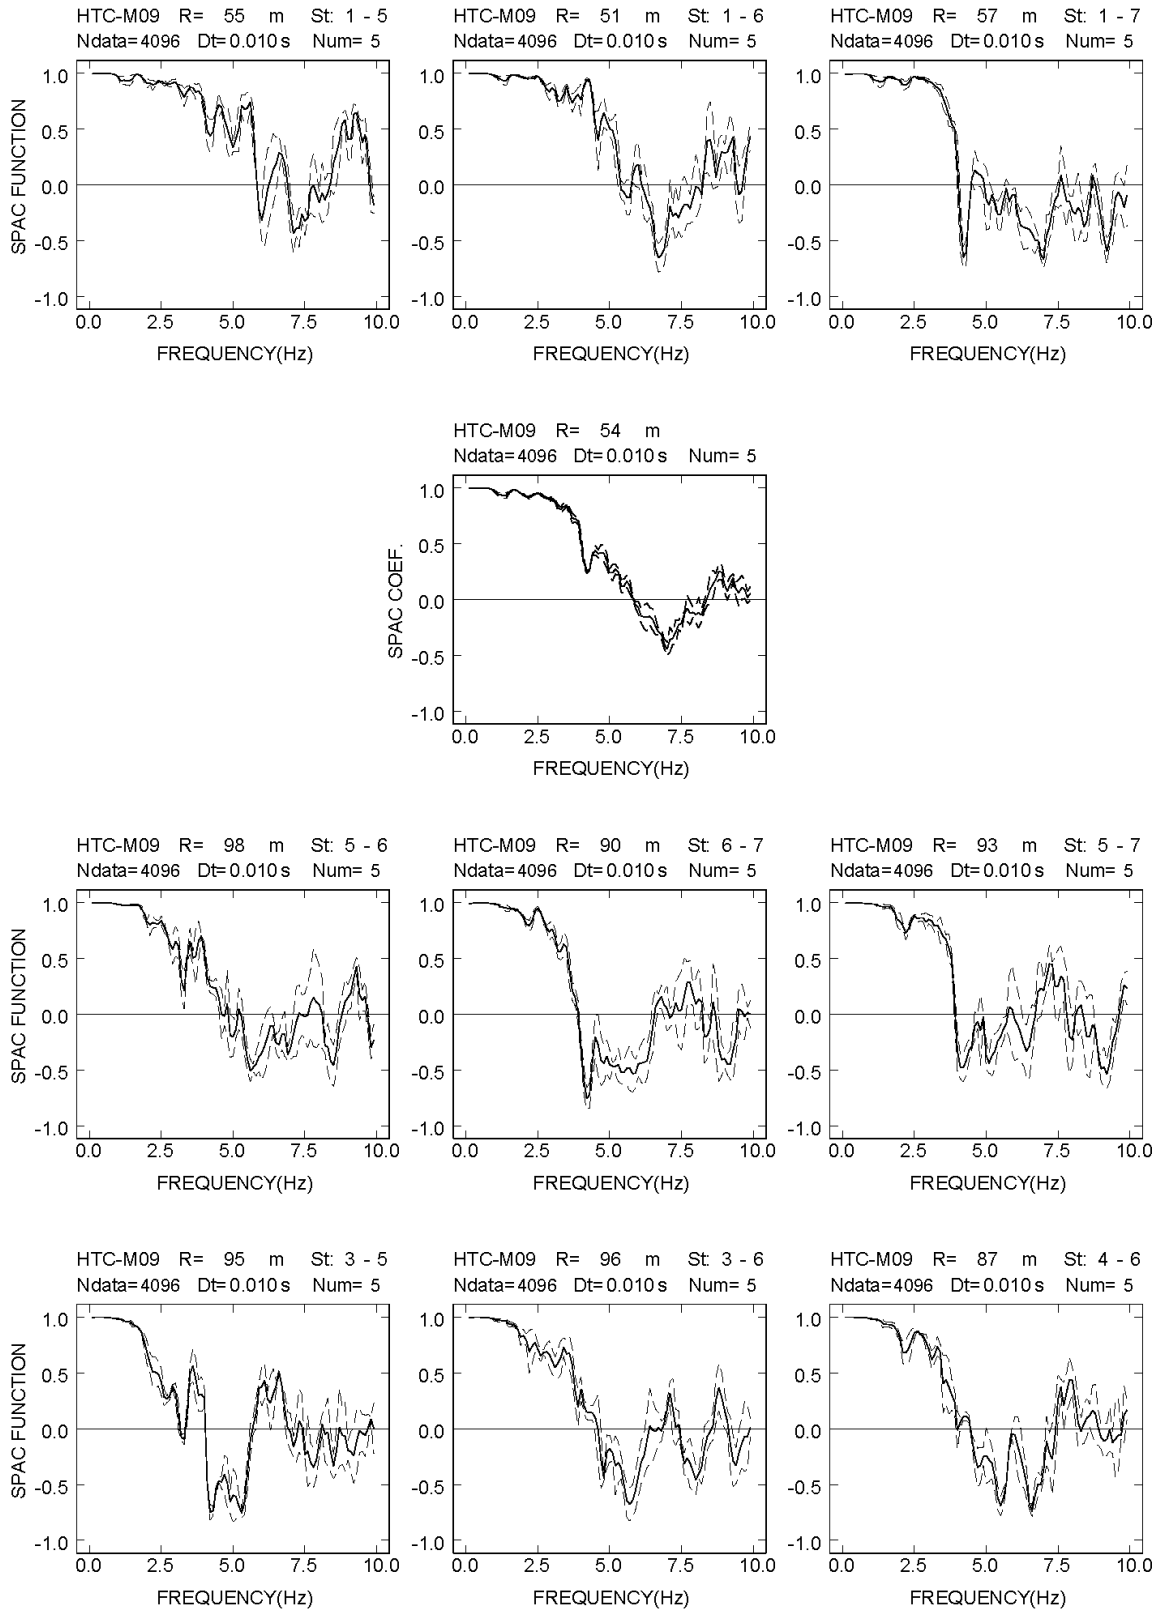 HTC-M09 R= 55 m St: 1 - 5
Ndata=4096 Dt=0.010 s Num= 5
1.0
0.5
0.0
-0.5
-1.0
SPAC FUNCTION
0.0 2.5 5.0 7.5 10.0
FREQUENCY(Hz)
HTC-M09 R= 51 m St: 1 - 6
Ndata=4096 Dt=0.010 s Num= 5
1.0
0.5
0.0
-0.5
-1.0
0.0 2.5 5.0 7.5 10.0
FREQUENCY(Hz)
HTC-M09 R= 57 m St: 1 - 7
Ndata=4096 Dt=0.010 s Num= 5
1.0
0.5
0.0
-0.5
-1.0
0.0 2.5 5.0 7.5 10.0
FREQUENCY(Hz)
HTC-M09 R= 54 m
Ndata=4096 Dt=0.010 s Num= 5
1.0
0.5
0.0
-0.5
-1.0
SPAC COEF.
0.0 2.5 5.0 7.5 10.0
FREQUENCY(Hz)
HTC-M09 R= 98 m St: 5 - 6
Ndata=4096 Dt=0.010 s Num= 5
1.0
0.5
0.0
-0.5
-1.0
SPAC FUNCTION
0.0 2.5 5.0 7.5 10.0
FREQUENCY(Hz)
HTC-M09 R= 90 m St: 6 - 7
Ndata=4096 Dt=0.010 s Num= 5
1.0
0.5
0.0
-0.5
-1.0
0.0 2.5 5.0 7.5 10.0
FREQUENCY(Hz)
HTC-M09 R= 93 m St: 5 - 7
Ndata=4096 Dt=0.010 s Num= 5
1.0
0.5
0.0
-0.5
-1.0
0.0 2.5 5.0 7.5 10.0
FREQUENCY(Hz)
HTC-M09 R= 95 m St: 3 - 5
Ndata=4096 Dt=0.010 s Num= 5
1.0
0.5
0.0
-0.5
-1.0
SPAC FUNCTION
0.0 2.5 5.0 7.5 10.0
FREQUENCY(Hz)
HTC-M09 R= 96 m St: 3 - 6
Ndata=4096 Dt=0.010 s Num= 5
1.0
0.5
0.0
-0.5
-1.0
0.0 2.5 5.0 7.5 10.0
FREQUENCY(Hz)
HTC-M09 R= 87 m St: 4 - 6
Ndata=4096 Dt=0.010 s Num= 5
1.0
0.5
0.0
-0.5
-1.0
0.0 2.5 5.0 7.5 10.0
FREQUENCY(Hz)